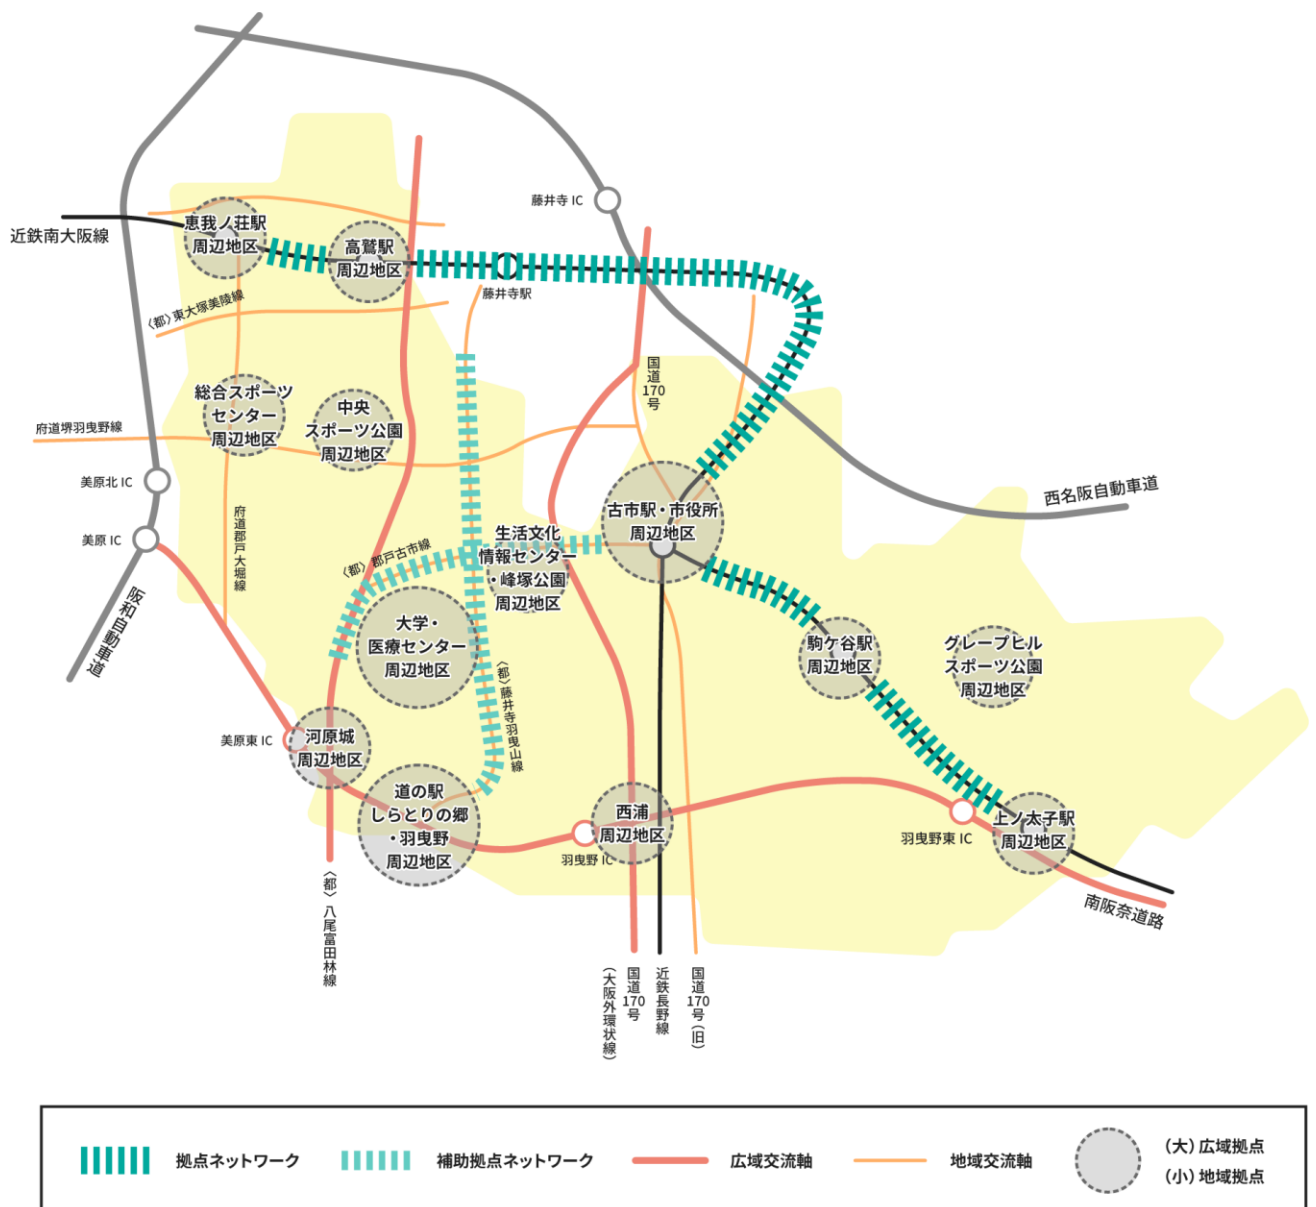 藤井寺 IC
近鉄南大阪線
恵我ノ荘駅
周辺地区
高鷲駅
周辺地区
藤井寺駅
〈都〉東大塚美陵線
国道170号
総合スポーツ
センター
周辺地区
中央
スポーツ公園
周辺地区
府道堺羽曳野線
美原北 IC
美原 IC
府道郡戸大堀線
阪和自動車道
西名阪自動車道
古市駅・市役所
周辺地区
生活文化
情報センター
・峰塚公園
周辺地区
〈都〉郡戸古市線
大学・
医療センター
周辺地区
〈都〉藤井寺羽曳山線
駒ケ谷駅
周辺地区
グレープヒル
スポーツ公園
周辺地区
美原東 IC
河原城
周辺地区
道の駅
しらとりの郷
・羽曳野
周辺地区
西浦
周辺地区
羽曳野 IC
羽曳野東 IC
上ノ太子駅
周辺地区
南阪奈道路
〈都〉八尾富田林線
国道170号
(大阪外環状線)
近鉄長野線
国道170号(旧)
拠点ネットワーク
補助拠点ネットワーク
広域交流軸
地域交流軸
(大)広域拠点
(小)地域拠点